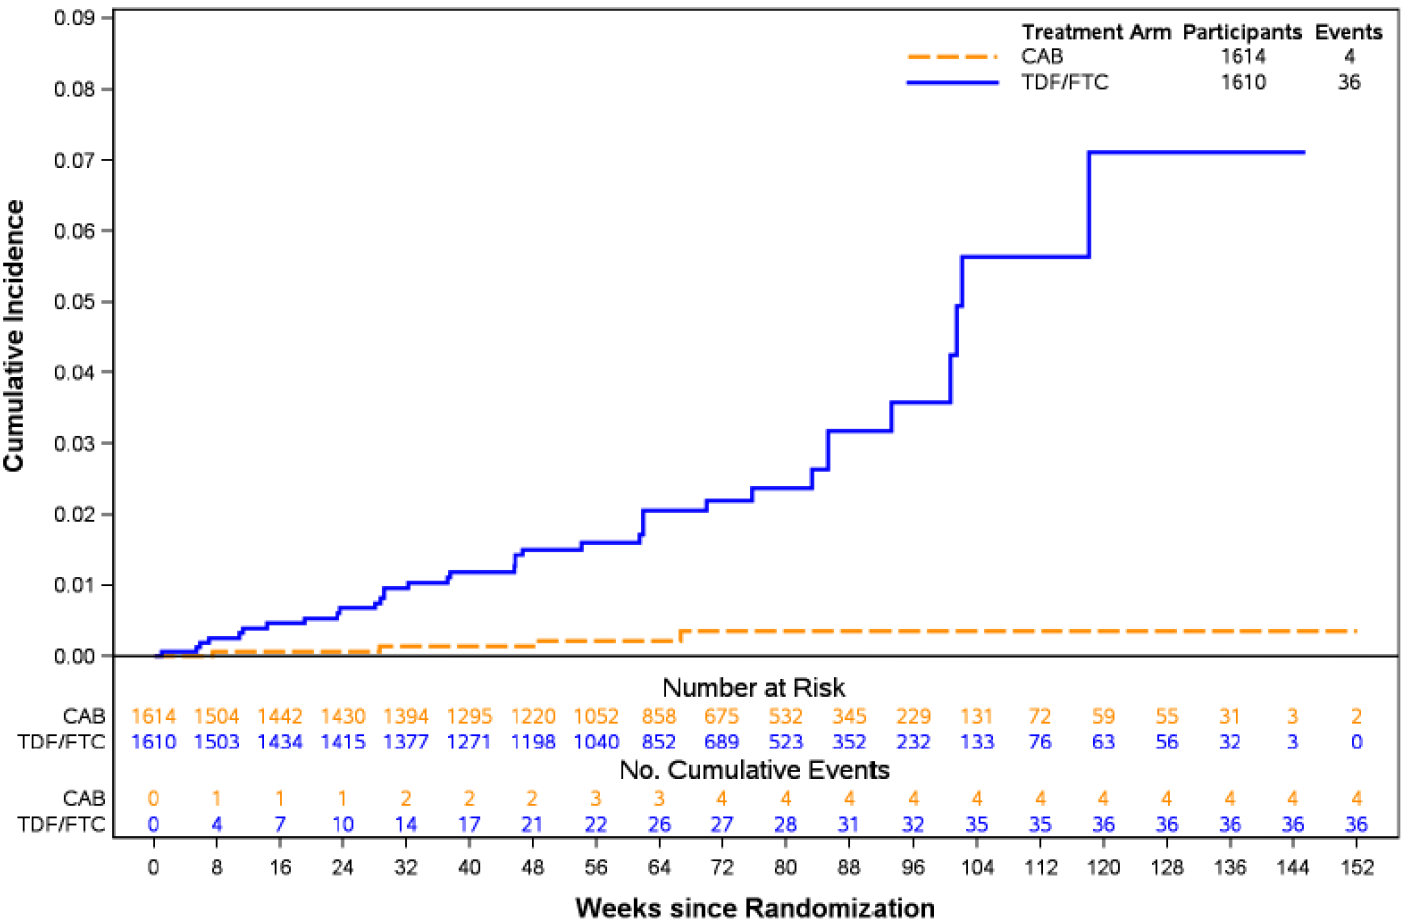 Treatment Arm Participants Events
CAB 1614 4
TDF/FTC 1610 36
Cumulative Incidence
0.09
0.08
0.07
0.06
0.05
0.04
0.03
0.02
0.01
0.00
Number at Risk
CAB 1614 1504 1442 1430 1394 1295 1220 1052 858 675 532 345 229 131 72 59 55 31 3 2
TDF/FTC 1610 1503 1434 1415 1377 1271 1198 1040 852 689 523 352 232 133 76 63 56 32 3 0
No. Cumulative Events
CAB 0 1 1 1 2 2 2 3 3 4 4 4 4 4 4 4 4 4 4 4
TDF/FTC 0 4 7 10 14 17 21 22 26 27 28 31 32 35 35 36 36 36 36 36
0 8 16 24 32 40 48 56 64 72 80 88 96 104 112 120 128 136 144 152
Weeks since Randomization